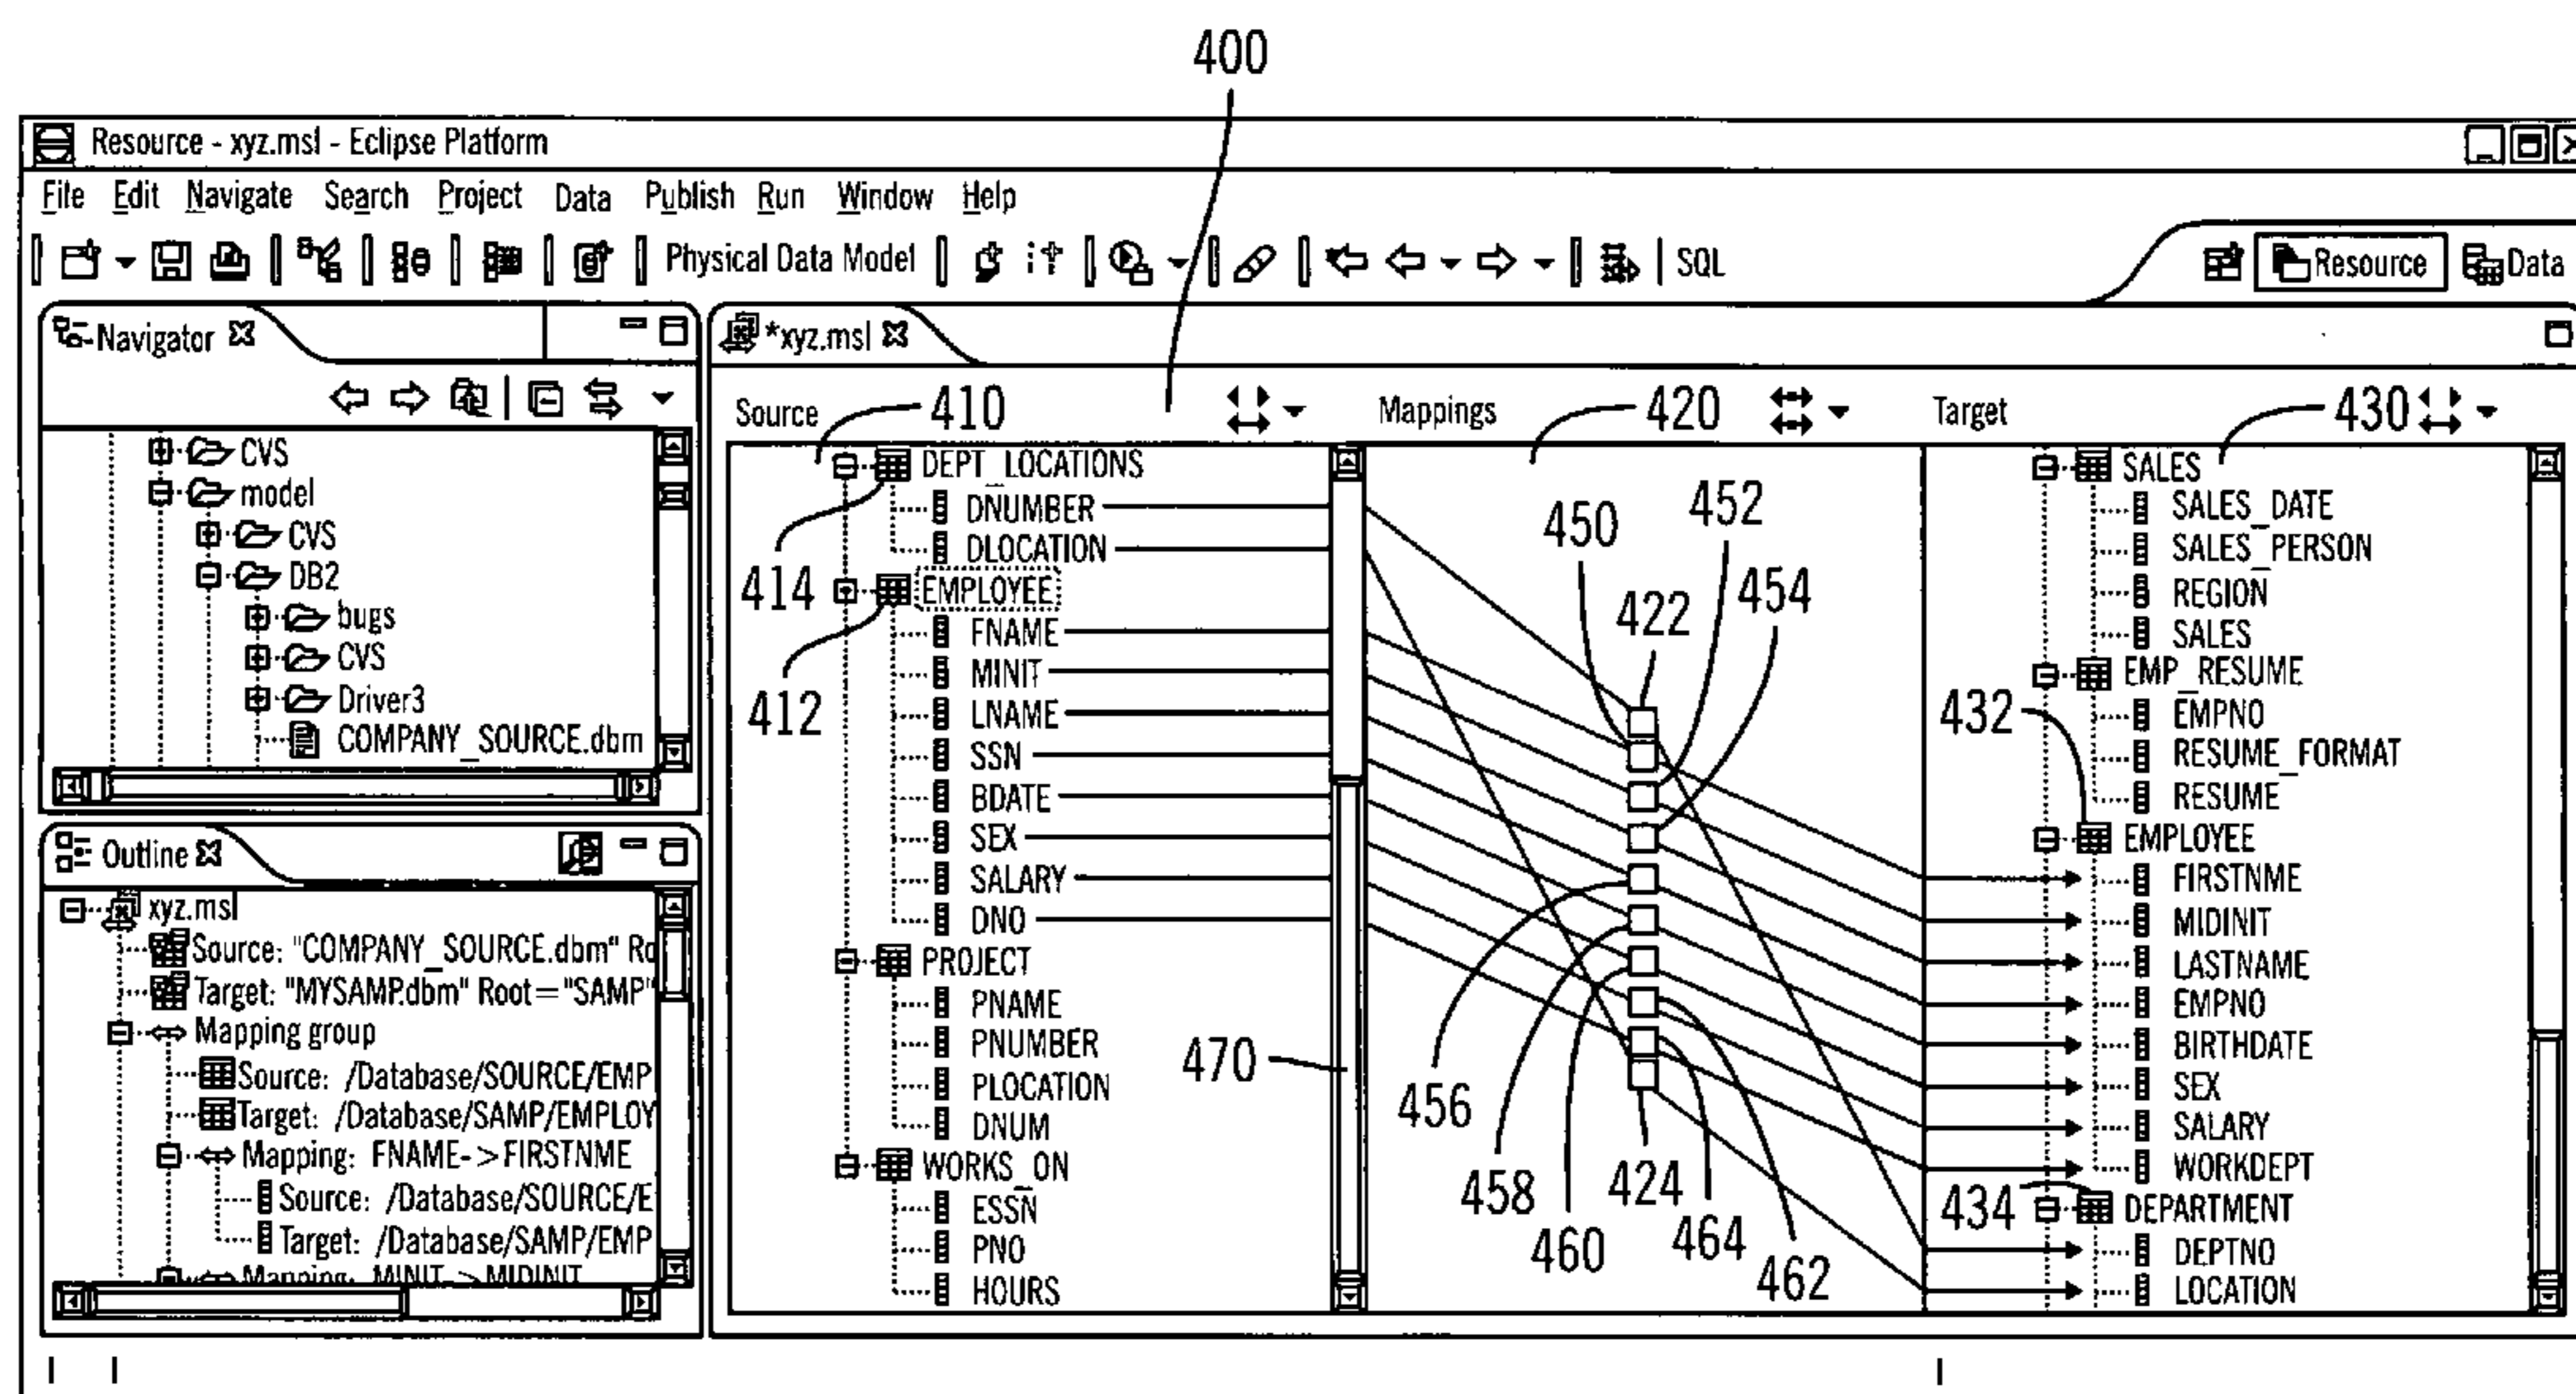 400
Resource - xyz.msl - Eclipse Platform
File Edit Navigate Search Project Data Publish Run Window Help
Physical Data Model SQL Resource Data
Navigator
CVS
model
CVS
DB2
bugs
CVS
Driver3
COMPANY_SOURCE.dbm
Outline
xyz.msl
Source: "COMPANY_SOURCE.dbm" Ro
Target: "MYSAMP.dbm" Root="SAMP"
Mapping group
Source: /Database/SOURCE/EMP
Target: /Database/SAMP/EMPLOY
Mapping: FNAME->FIRSTNME
Source: /Database/SOURCE/E
Target: /Database/SAMP/EMP
Mapping: MINIT->MIDINIT
*xyz.msl
Source 410 Mappings 420 Target 430
DEPT_LOCATIONS
DNUMBER
DLOCATION
414 EMPLOYEE
FNAME
MINIT
412 LNAME
SSN
BDATE
SEX
SALARY
DNO
PROJECT
PNAME
PNUMBER
PLOCATION
DNUM
WORKS_ON
ESSN
PNO
HOURS
470
450
452
454
422
456
458
424
460
464
462
SALES
SALES_DATE
SALES_PERSON
REGION
SALES
EMP_RESUME
432 EMPNO
RESUME_FORMAT
RESUME
EMPLOYEE
FIRSTNME
MIDINIT
LASTNAME
EMPNO
BIRTHDATE
SEX
SALARY
WORKDEPT
434 DEPARTMENT
DEPTNO
LOCATION